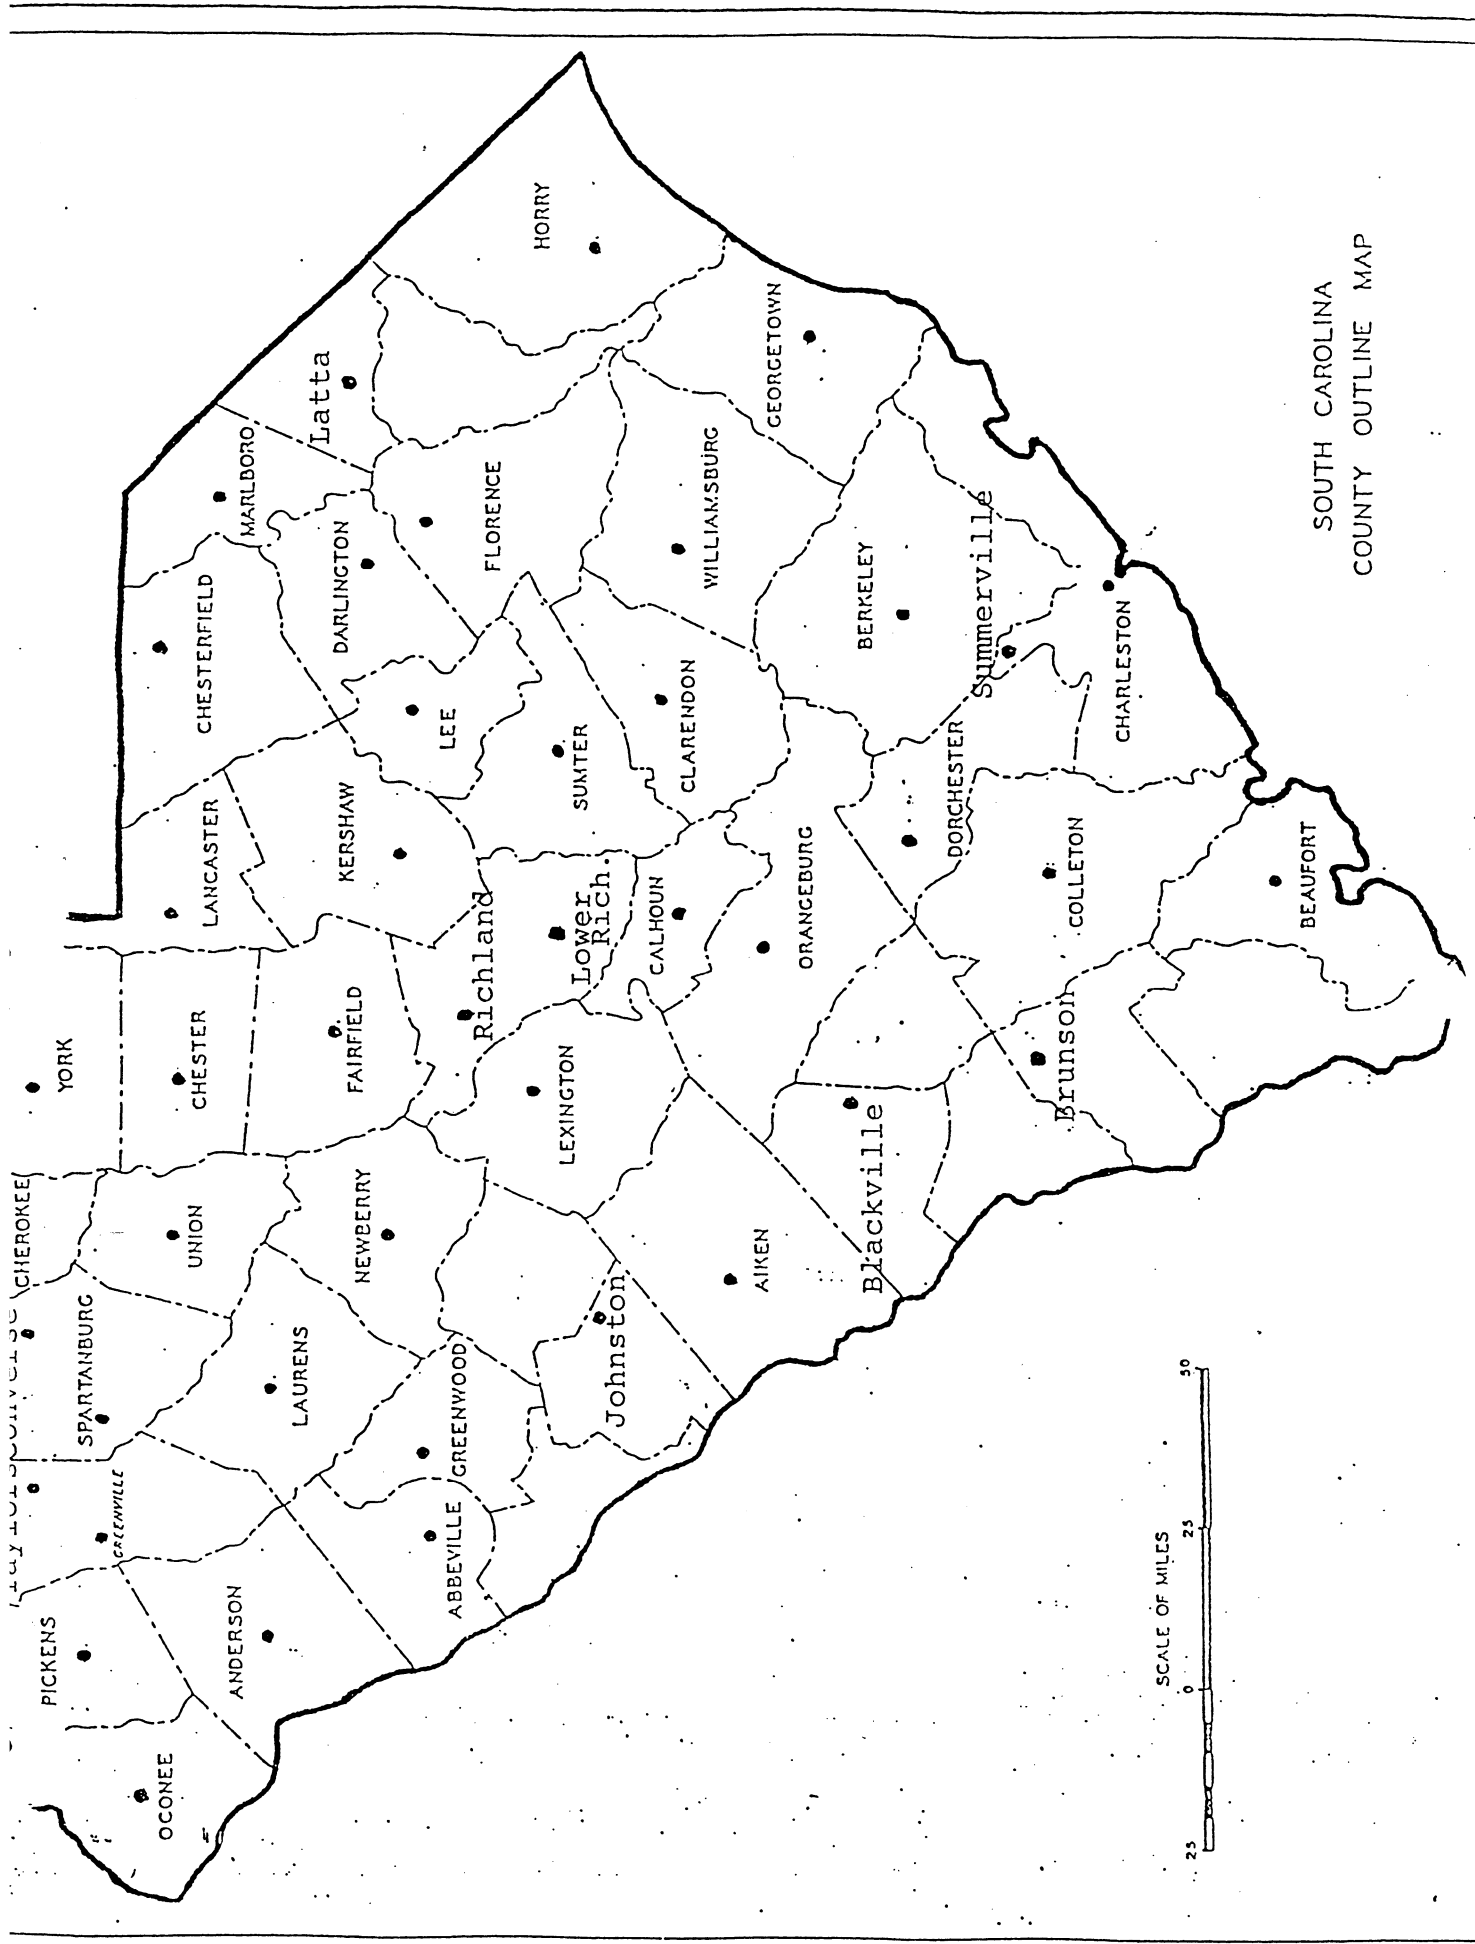 Taylors
Converse
CHEROKEE
YORK
PICKENS
GREENVILLE
SPARTANBURG
UNION
CHESTER
LANCASTER
CHESTERFIELD
MARLBORO
Latta
OCONEE
ANDERSON
LAURENS
NEWBERRY
FAIRFIELD
KERSHAW
DARLINGTON
LEE
FLORENCE
HORRY
ABBEVILLE
GREENWOOD
Richland
LEXINGTON
Lower
Rich.
SUMTER
Johnston
CALHOUN
CLARENDON
WILLIAMSBURG
GEORGETOWN
AIKEN
ORANGEBURG
BERKELEY
Blackville
DORCHESTER
Summerville
Brunson
COLLETON
CHARLESTON
BEAUFORT
SCALE OF MILES
25
0
25
50
SOUTH CAROLINA
COUNTY OUTLINE MAP